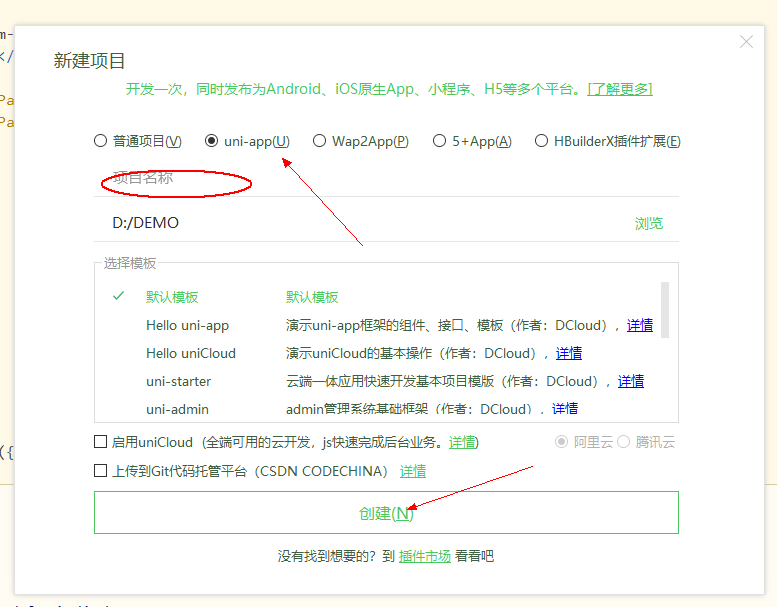 新建项目
开发一次，同时发布为Android、iOS原生App、小程序、H5等多个平台。[了解更多]
普通项目(V) uni-app(U) Wap2App(P) 5+App(A) HBuilderX插件扩展(E)
项目名称
D:/DEMO 浏览
选择模板
默认模板 默认模板
Hello uni-app 演示uni-app框架的组件、接口、模板（作者：DCloud），详情
Hello uniCloud 演示uniCloud的基本操作（作者：DCloud），详情
uni-starter 云端一体应用快速开发基本项目模版（作者：DCloud），详情
uni-admin admin管理系统基础框架（作者：DCloud），详情
启用uniCloud（全端可用的云开发，js快速完成后台业务。详情) 阿里云 腾讯云
上传到Git代码托管平台（CSDN CODECHINA） 详情
创建(N)
没有找到想要的？到 插件市场 看看吧